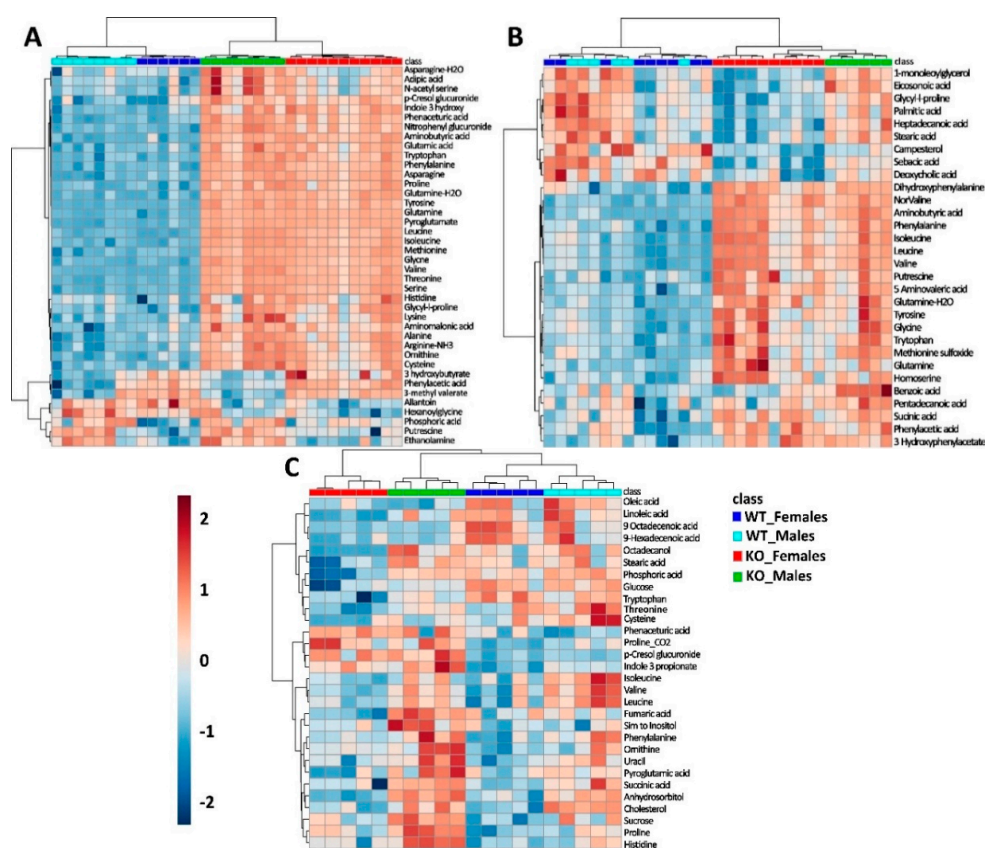 A
class
Asparagine-H2O
Adipic acid
N-acetyl serine
p-Cresol glucuronide
Indole 3 hydroxy
Phenaceturic acid
Nitrophenyl glucuronide
Aminobutyric acid
Glutamic acid
Tryptophan
Phenylalanine
Asparagine
Proline
Glutamine-H2O
Tyrosine
Glutamine
Pyroglutamate
Leucine
Isoleucine
Methionine
Glycne
Valine
Threonine
Serine
Histidine
Glycyl-l-proline
Lysine
Aminomalonic acid
Alanine
Arginine-NH3
Ornithine
Cysteine
3 hydroxybutyrate
Phenylacetic acid
3-methyl valerate
Allantoin
Hexanoylglycine
Phosphoric acid
Putrescine
Ethanolamine
B
class
1-monoleoylglycerol
Eicosonoic acid
Glycyl-l-proline
Palmitic acid
Heptadecanoic acid
Stearic acid
Campesterol
Sebacic acid
Deoxycholic acid
Dihydroxyphenylalanine
NorValine
Aminobutyric acid
Phenylalanine
Isoleucine
Leucine
Valine
Putrescine
5 Aminovaleric acid
Glutamine-H2O
Tyrosine
Glycine
Trytophan
Methionine sulfoxide
Glutamine
Homoserine
Benzoic acid
Pentadecanoic acid
Sucinic acid
Phenylacetic acid
3 Hydroxyphenylacetate
C
class
Oleic acid
Linoleic acid
9 Octadecenoic acid
9-Hexadecenoic acid
Octadecanol
Stearic acid
Phosphoric acid
Glucose
Tryptophan
Threonine
Cysteine
Phenaceturic acid
Proline_CO2
p-Cresol glucuronide
Indole 3 propionate
Isoleucine
Valine
Leucine
Fumaric acid
Sim to Inositol
Phenylalanine
Ornithine
Uracil
Pyroglutamic acid
Succinic acid
Anhydrosorbitol
Cholesterol
Sucrose
Proline
Histidine
2
1
0
-1
-2
class
WT_Females
WT_Males
KO_Females
KO_Males